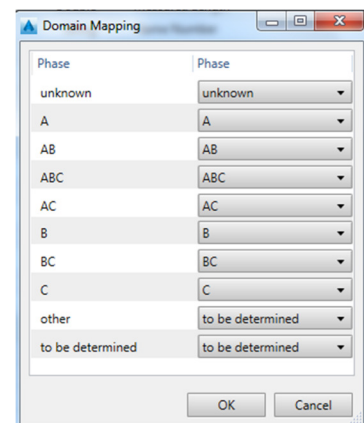 Domain Mapping
Phase Phase
unknown unknown
A A
AB AB
ABC ABC
AC AC
B B
BC BC
C C
other to be determined
to be determined to be determined
OK Cancel